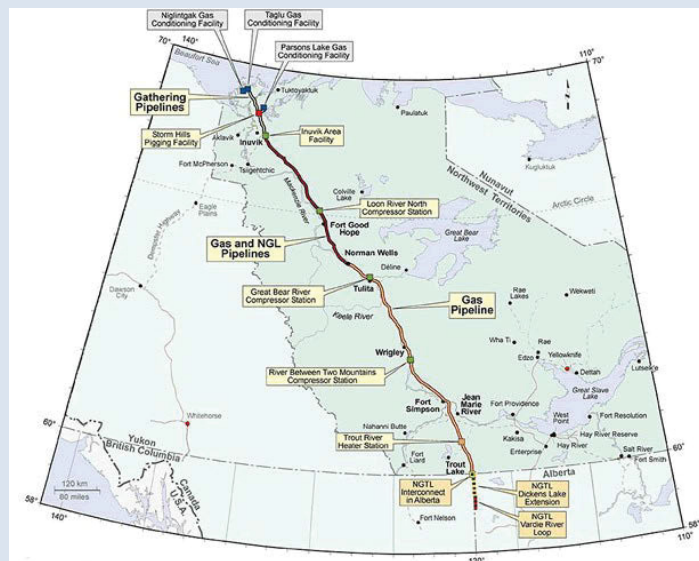 Niglintgak Gas
Conditioning Facility
Taglu Gas
Conditioning Facility
Parsons Lake Gas
Conditioning Facility
70°
140°
110°
70°
Beaufort Sea
Gathering
Pipelines
Tuktoyaktuk
Paulatuk
Storm Hills
Pigging Facility
Aklavik
Inuvik
Inuvik Area
Facility
Fort McPherson
Tsigehtchic
Kugluktuk
Nunavut
Northwest Territories
Colville
Lake
Mackenzie River
Eagle
Plains
Dempster Highway
Loon River North
Compressor Station
Arctic Circle
Fort Good
Hope
Gas and NGL
Pipelines
Great Bear
Lake
Norman Wells
Déline
Dawson
City
Great Bear River
Compressor Station
Tulita
Gas
Pipeline
Rae
Lakes
Wekweti
Keele River
Wha Ti
Rae
Edzo
Yellowknife
Dettah
Lutselk'e
Wrigley
River Between Two Mountains
Compressor Station
Great Slave
Lake
Whitehorse
Fort
Simpson
Jean
Marie
River
Fort Providence
West
Point
Fort Resolution
Nahanni Butte
Kakisa
Hay River Reserve
Hay River
Enterprise
60°
Yukon
British Columbia
Trout River
Heater Station
Fort
Liard
Trout
Lake
Salt River
Fort Smith
60°
Alberta
120 km
80 miles
Canada
U.S.A.
NGTL
Interconnect
in Alberta
NGTL
Dickens Lake
Extension
Fort Nelson
NGTL
Vardie River
Loop
58°
140°
120°
110°
58°